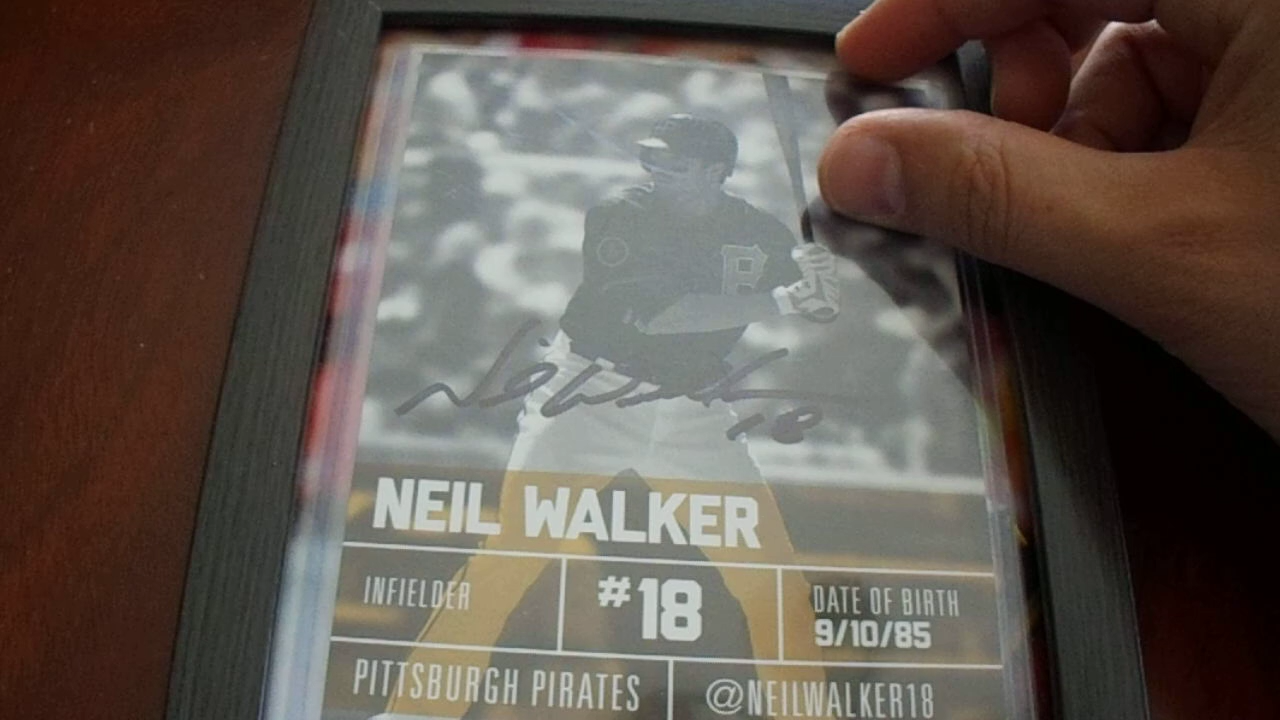 P
Neil Walker 18
NEIL WALKER
INFIELDER
#18
DATE OF BIRTH
9/10/85
PITTSBURGH PIRATES
@NEILWALKER18